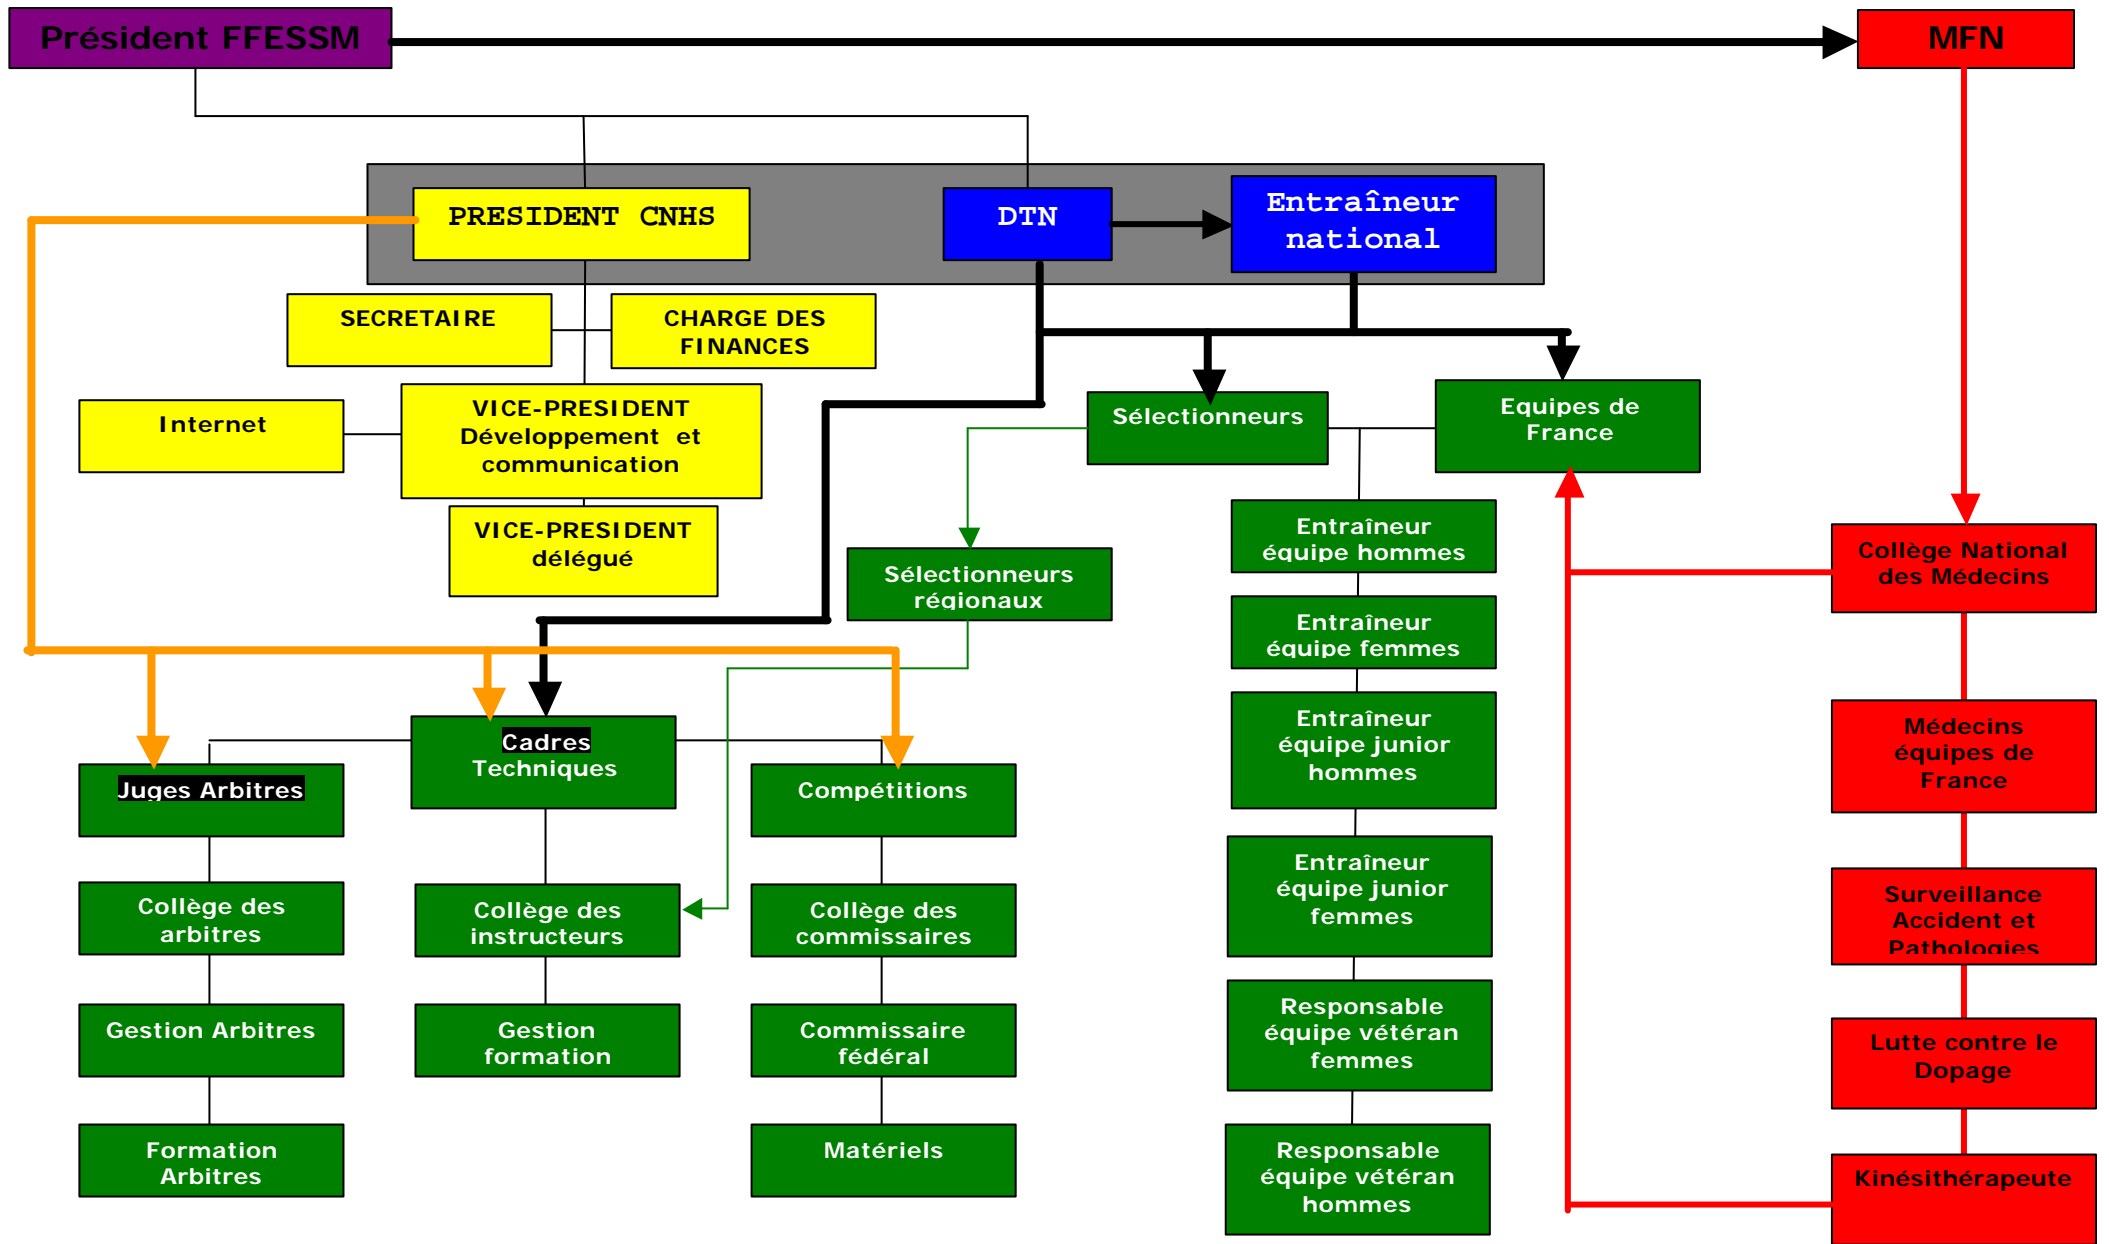 Président FFESSM
MFN
PRESIDENT CNHS
DTN
Entraîneur
national
SECRETAIRE
CHARGE DES
FINANCES
Internet
VICE-PRESIDENT
Développement et
communication
VICE-PRESIDENT
délégué
Sélectionneurs
Equipes de
France
Sélectionneurs
régionaux
Entraîneur
équipe hommes
Entraîneur
équipe femmes
Entraîneur
équipe junior
hommes
Entraîneur
équipe junior
femmes
Responsable
équipe vétéran
femmes
Responsable
équipe vétéran
hommes
Collège National
des Médecins
Médecins
équipes de
France
Surveillance
Accident et
Pathologies
Lutte contre le
Dopage
Kinésithérapeute
Juges Arbitres
Collège des
arbitres
Gestion Arbitres
Formation
Arbitres
Cadres
Techniques
Collège des
instructeurs
Gestion
formation
Compétitions
Collège des
commissaires
Commissaire
fédéral
Matériels